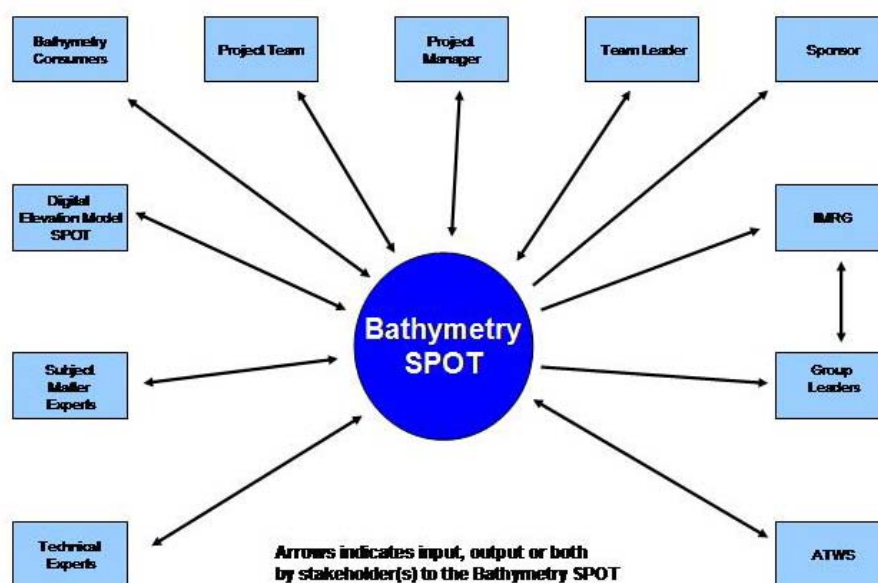 Bathymetry
Consumers
Project Team
Project
Manager
Team Leader
Sponsor
Digital
Elevation Model
SPOT
IMRG
Bathymetry
SPOT
Subject
Matter
Experts
Group
Leaders
Technical
Experts
Arrows indicates input, output or both
by stakeholder(s) to the Bathymetry SPOT
ATWS